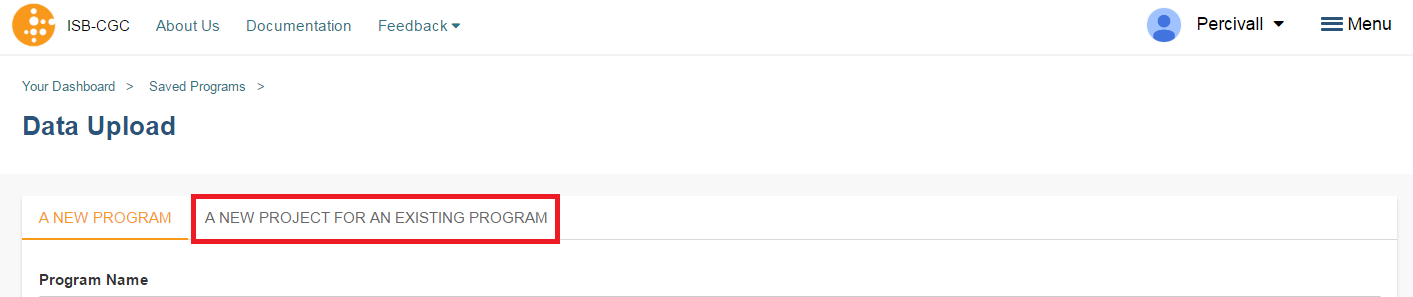 ISB-CGC About Us Documentation Feedback Percivall Menu
Your Dashboard > Saved Programs >
Data Upload
A NEW PROGRAM A NEW PROJECT FOR AN EXISTING PROGRAM
Program Name